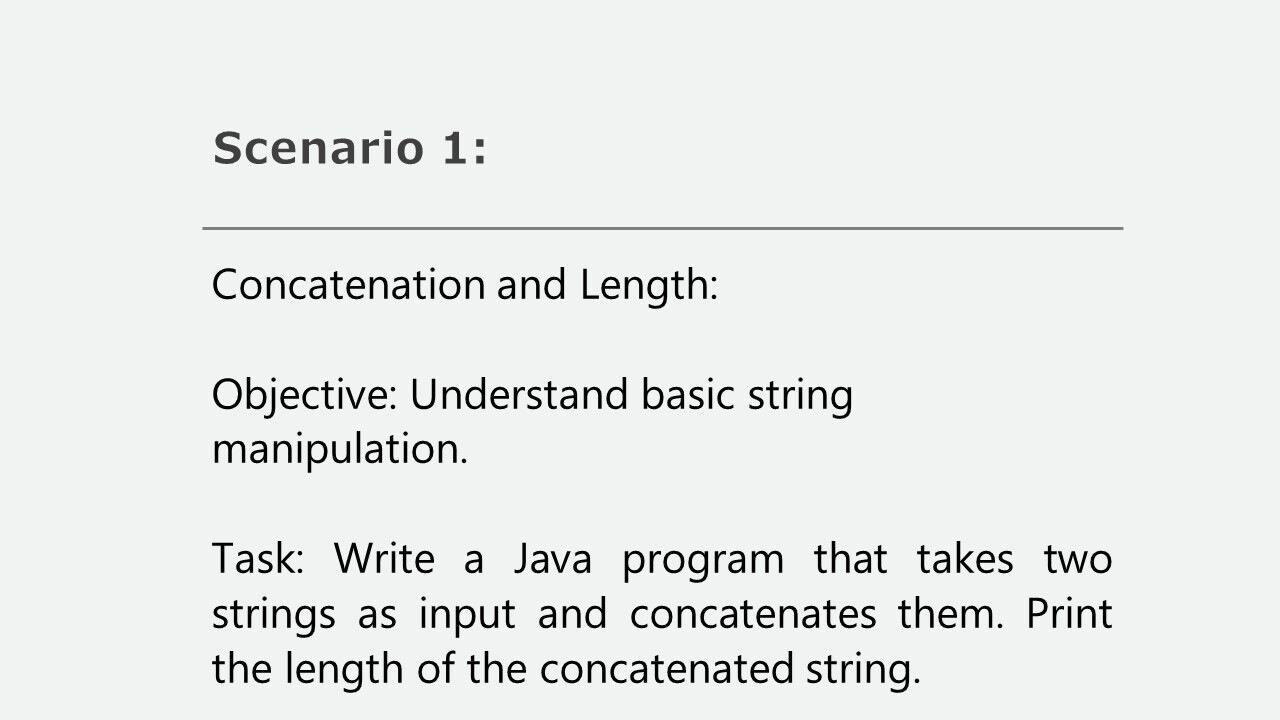 Scenario 1:
Concatenation and Length:
Objective: Understand basic string
manipulation.
Task: Write a Java program that takes two
strings as input and concatenates them. Print
the length of the concatenated string.